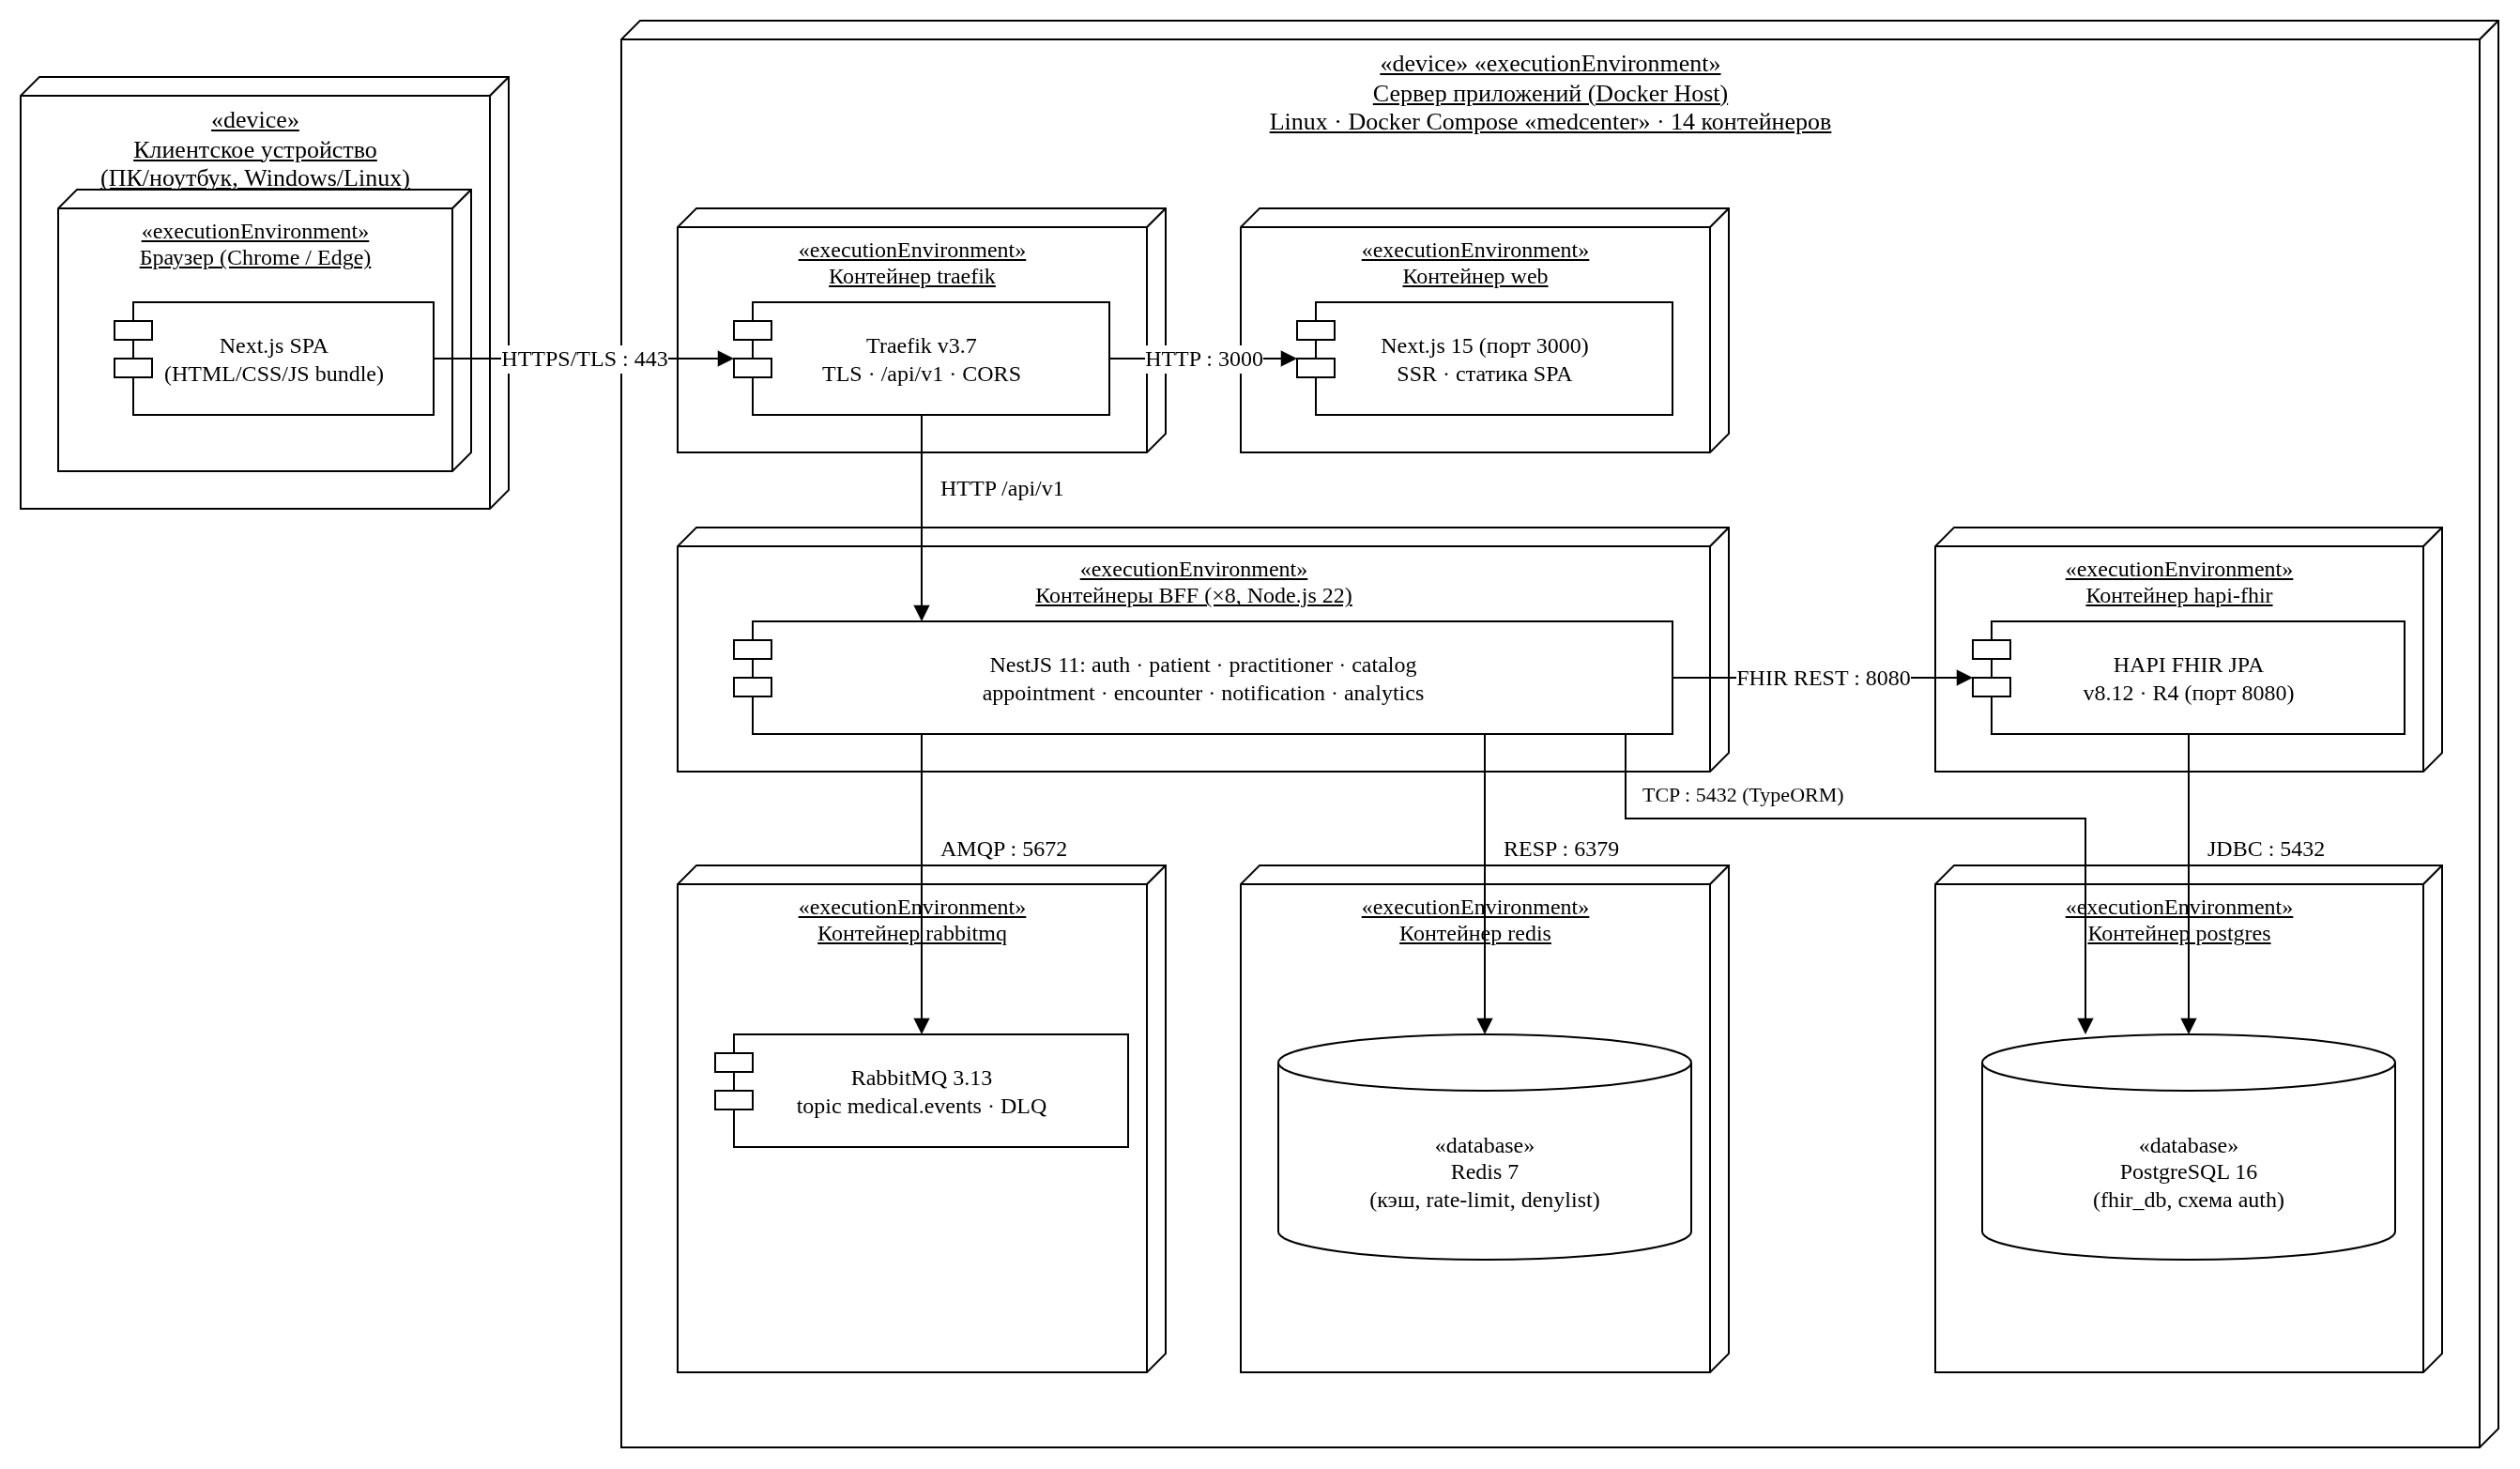 «device» «executionEnvironment»
Сервер приложений (Docker Host)
Linux · Docker Compose «medcenter» · 14 контейнеров
«device»
Клиентское устройство
(ПК/ноутбук, Windows/Linux)
«executionEnvironment»
Браузер (Chrome / Edge)
Next.js SPA
(HTML/CSS/JS bundle)
HTTPS/TLS : 443
«executionEnvironment»
Контейнер traefik
Traefik v3.7
TLS · /api/v1 · CORS
HTTP : 3000
«executionEnvironment»
Контейнер web
Next.js 15 (порт 3000)
SSR · статика SPA
HTTP /api/v1
«executionEnvironment»
Контейнеры BFF (×8, Node.js 22)
NestJS 11: auth · patient · practitioner · catalog
appointment · encounter · notification · analytics
FHIR REST : 8080
«executionEnvironment»
Контейнер hapi-fhir
HAPI FHIR JPA
v8.12 · R4 (порт 8080)
TCP : 5432 (TypeORM)
AMQP : 5672
RESP : 6379
JDBC : 5432
«executionEnvironment»
Контейнер rabbitmq
RabbitMQ 3.13
topic medical.events · DLQ
«executionEnvironment»
Контейнер redis
«database»
Redis 7
(кэш, rate-limit, denylist)
«executionEnvironment»
Контейнер postgres
«database»
PostgreSQL 16
(fhir_db, схема auth)